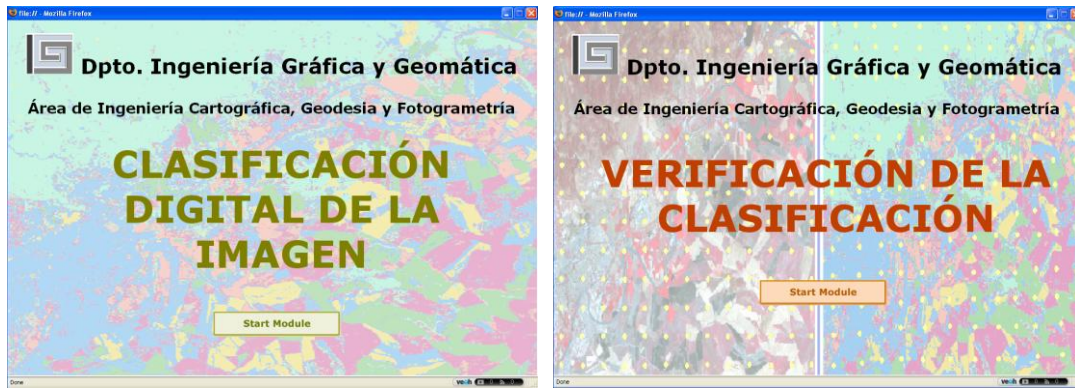 file:// - Mozilla Firefox
Dpto. Ingeniería Gráfica y Geomática
Área de Ingeniería Cartográfica, Geodesia y Fotogrametría
CLASIFICACIÓN
DIGITAL DE LA
IMAGEN
Start Module
Done
veoh
file:// - Mozilla Firefox
Dpto. Ingeniería Gráfica y Geomática
Área de Ingeniería Cartográfica, Geodesia y Fotogrametría
VERIFICACIÓN DE LA
CLASIFICACIÓN
Start Module
Done
veoh